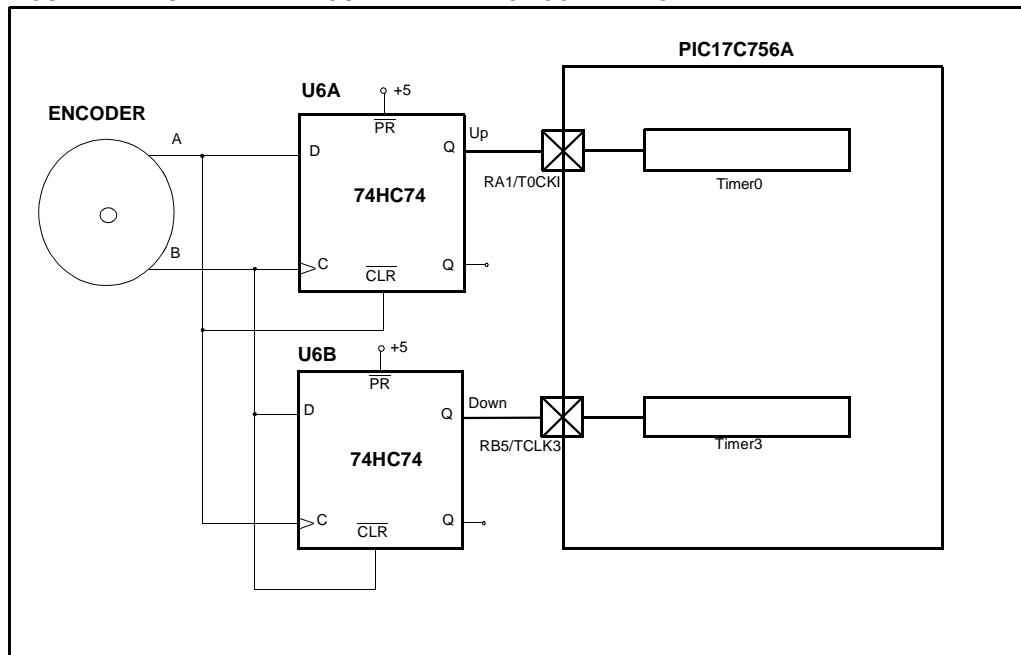 PIC17C756A
U6A
+5
ENCODER
PR
A
D
Q
Up
74HC74
RA1/T0CKI
Timer0
B
C
CLR
Q
U6B
+5
PR
D
Q
Down
74HC74
RB5/TCLK3
Timer3
C
CLR
Q